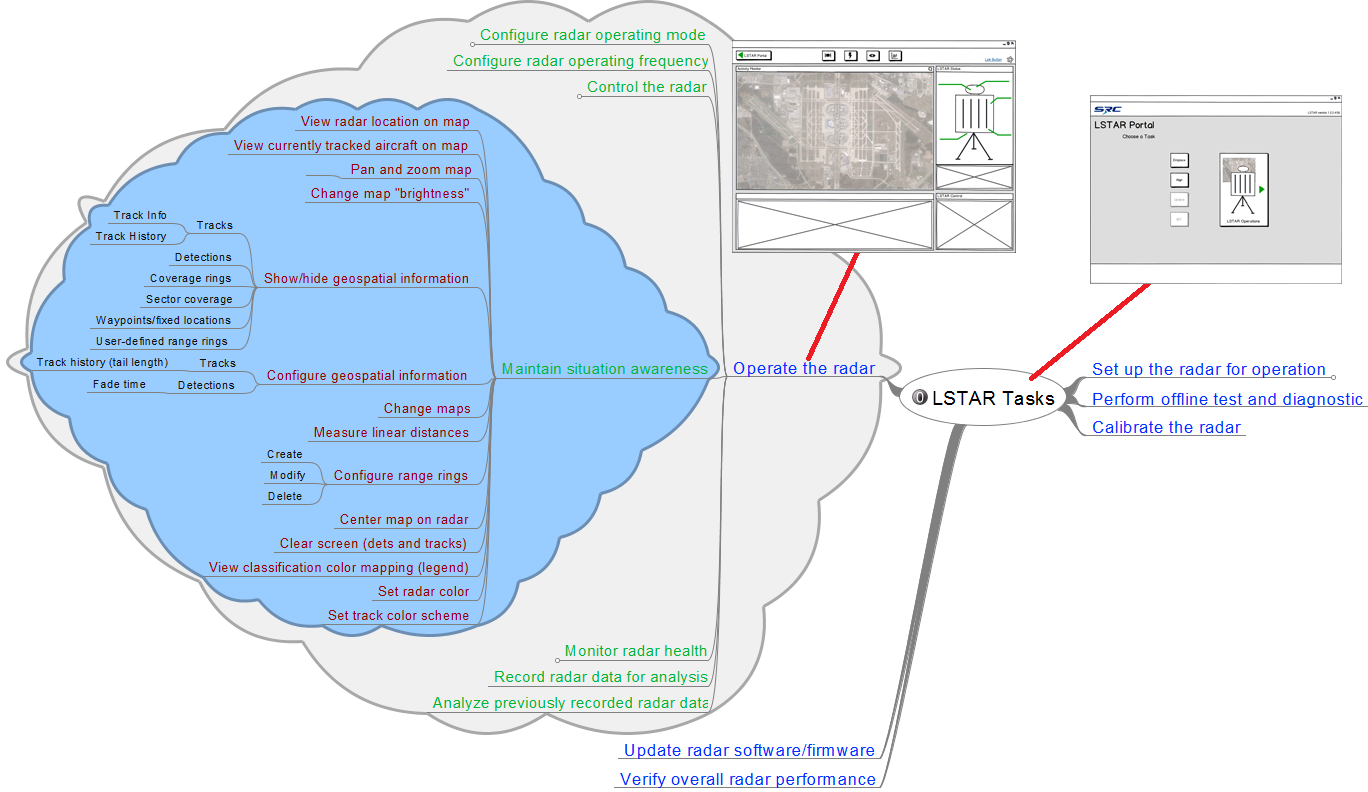 Configure radar operating mode
Configure radar operating frequency
Control the radar
View radar location on map
View currently tracked aircraft on map
Pan and zoom map
Change map "brightness"
Track Info
Track History
Tracks
Detections
Coverage rings
Sector coverage
Waypoints/fixed locations
User-defined range rings
Show/hide geospatial information
Track history (tail length)
Tracks
Fade time
Detections
Configure geospatial information
Maintain situation awareness
Change maps
Measure linear distances
Create
Modify
Delete
Configure range rings
Center map on radar
Clear screen (dets and tracks)
View classification color mapping (legend)
Set radar color
Set track color scheme
Monitor radar health
Record radar data for analysis
Analyze previously recorded radar data
Operate the radar
LSTAR Tasks
Set up the radar for operation
Perform offline test and diagnostic
Calibrate the radar
Update radar software/firmware
Verify overall radar performance
LSTAR Portal
Activity Monitor
LSTAR Status
LSTAR Control
SRC
LSTAR Portal
Choose a Task
Align
LSTAR Operations